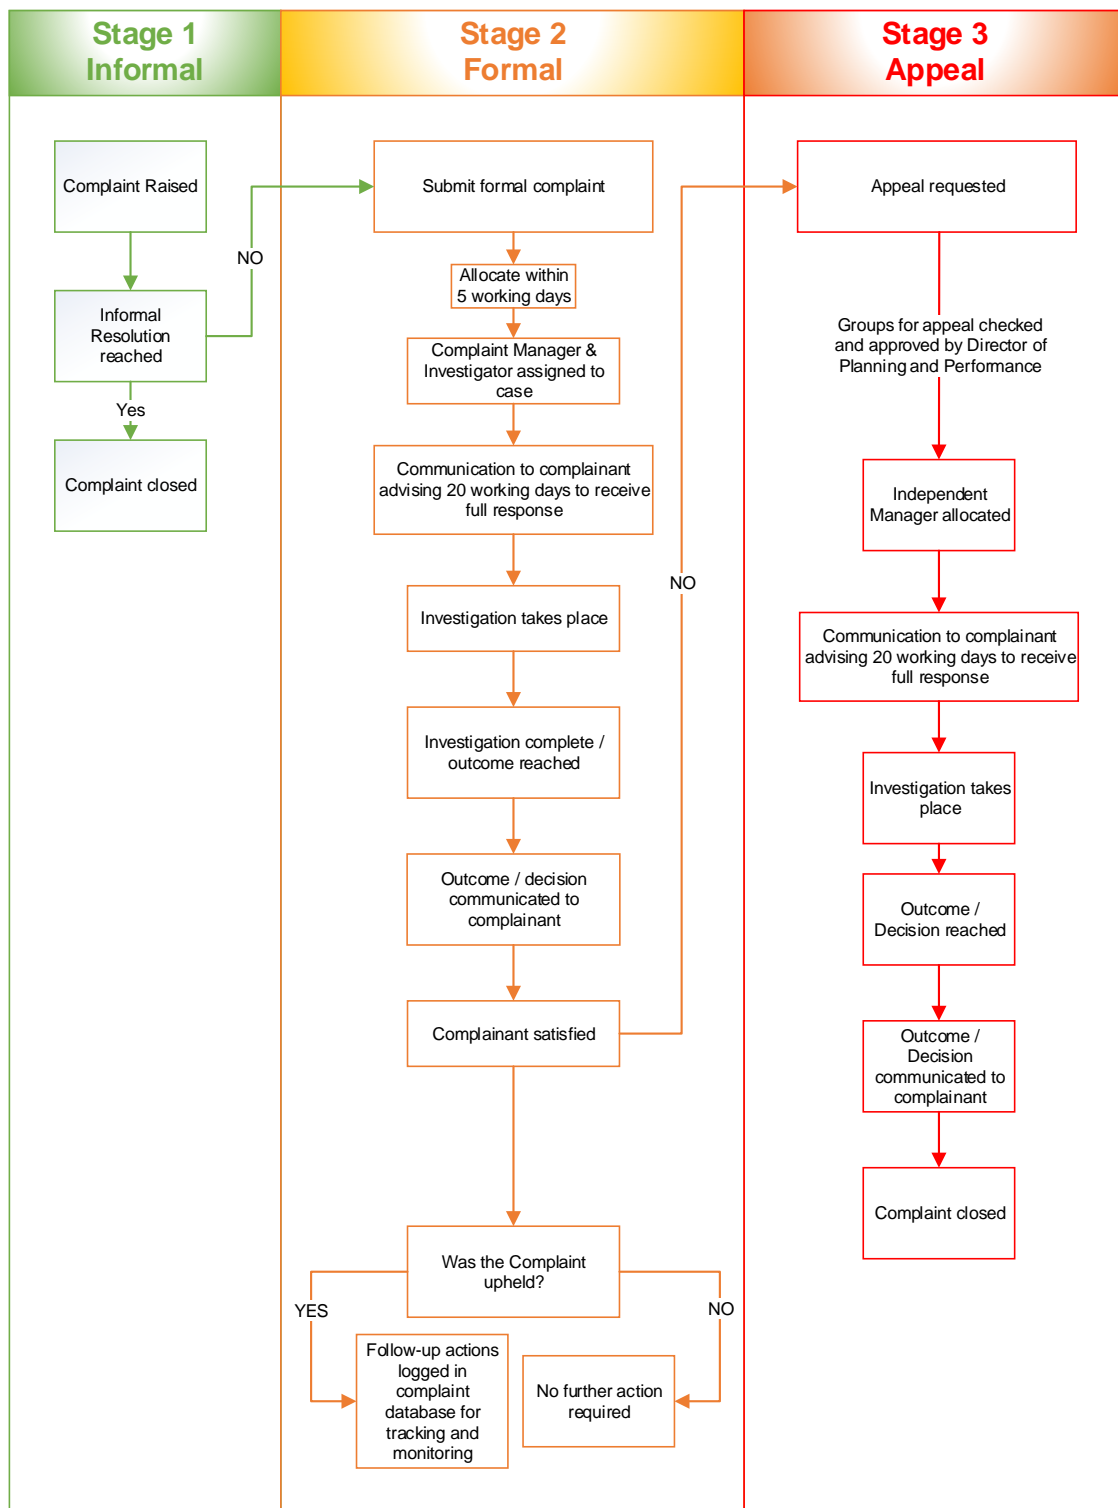 Stage 1
Informal
Stage 2
Formal
Stage 3
Appeal
Complaint Raised
NO
Informal
Resolution
reached
Yes
Complaint closed
Submit formal complaint
Allocate within
5 working days
Complaint Manager &
Investigator assigned to
case
Communication to complainant
advising 20 working days to receive
full response
Investigation takes place
NO
Investigation complete /
outcome reached
Outcome / decision
communicated to
complainant
Complainant satisfied
Was the Complaint
upheld?
YES
NO
Follow-up actions
logged in
complaint
database for
tracking and
monitoring
No further action
required
Appeal requested
Groups for appeal checked
and approved by Director of
Planning and Performance
Independent
Manager allocated
Communication to complainant
advising 20 working days to receive
full response
Investigation takes
place
Outcome /
Decision reached
Outcome /
Decision
communicated to
complainant
Complaint closed